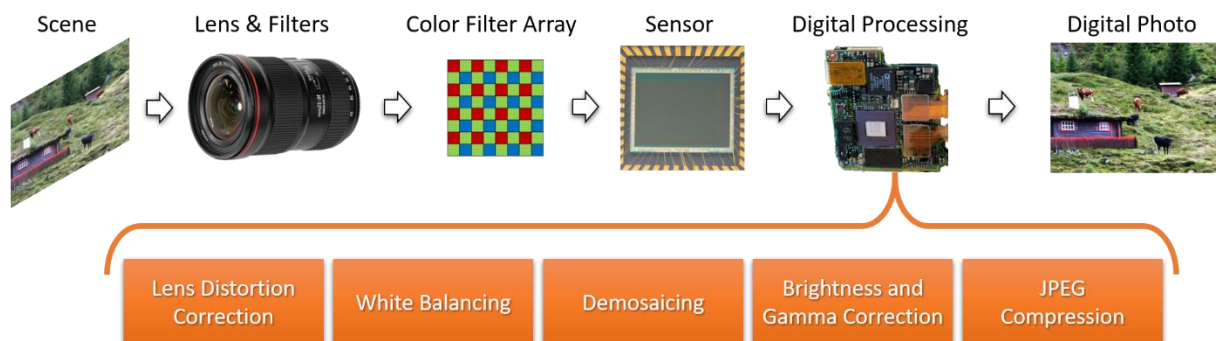 Scene
Lens & Filters
Color Filter Array
Sensor
Digital Processing
Digital Photo
Lens Distortion
Correction
White Balancing
Demosaicing
Brightness and
Gamma Correction
JPEG
Compression